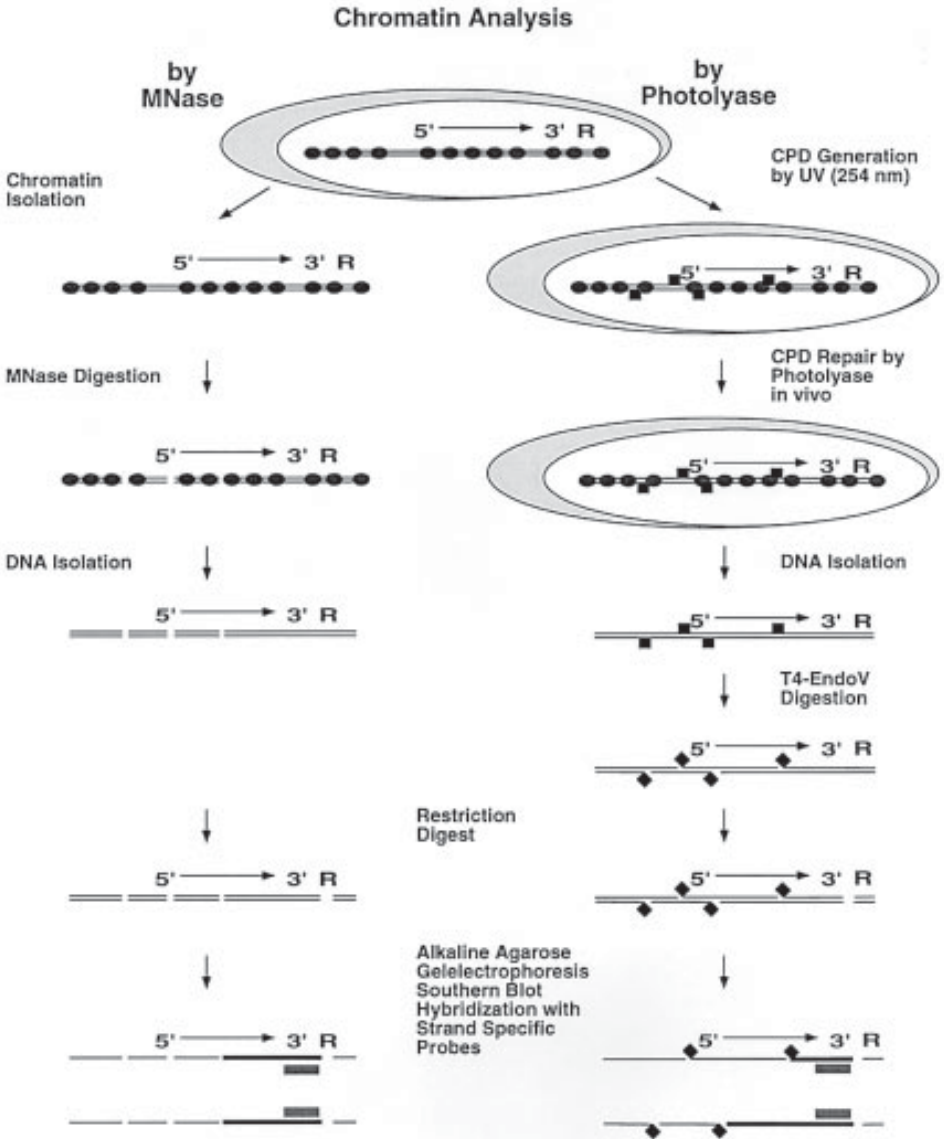 Chromatin Analysis
by
MNase
by
Photolyase
5' 3' R
Chromatin
Isolation
CPD Generation
by UV (254 nm)
5' 3' R
5' 3' R
MNase Digestion
CPD Repair by
Photolyase
in vivo
5' 3' R
5' 3' R
DNA Isolation
DNA Isolation
5' 3' R
5' 3' R
T4-EndoV
Digestion
5' 3' R
Restriction
Digest
5' 3' R
5' 3' R
Alkaline Agarose
Gelelectrophoresis
Southern Blot
Hybridization with
Strand Specific
Probes
5' 3' R
5' 3' R